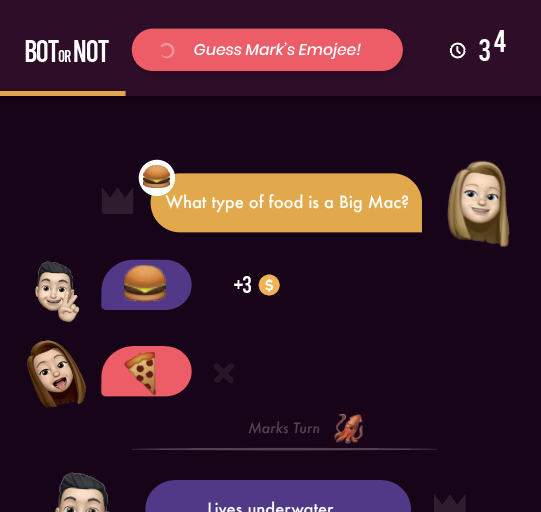 BOT OR NOT
Guess Mark's Emojee!
34
What type of food is a Big Mac?
+3 $
Marks Turn
Lives underwater